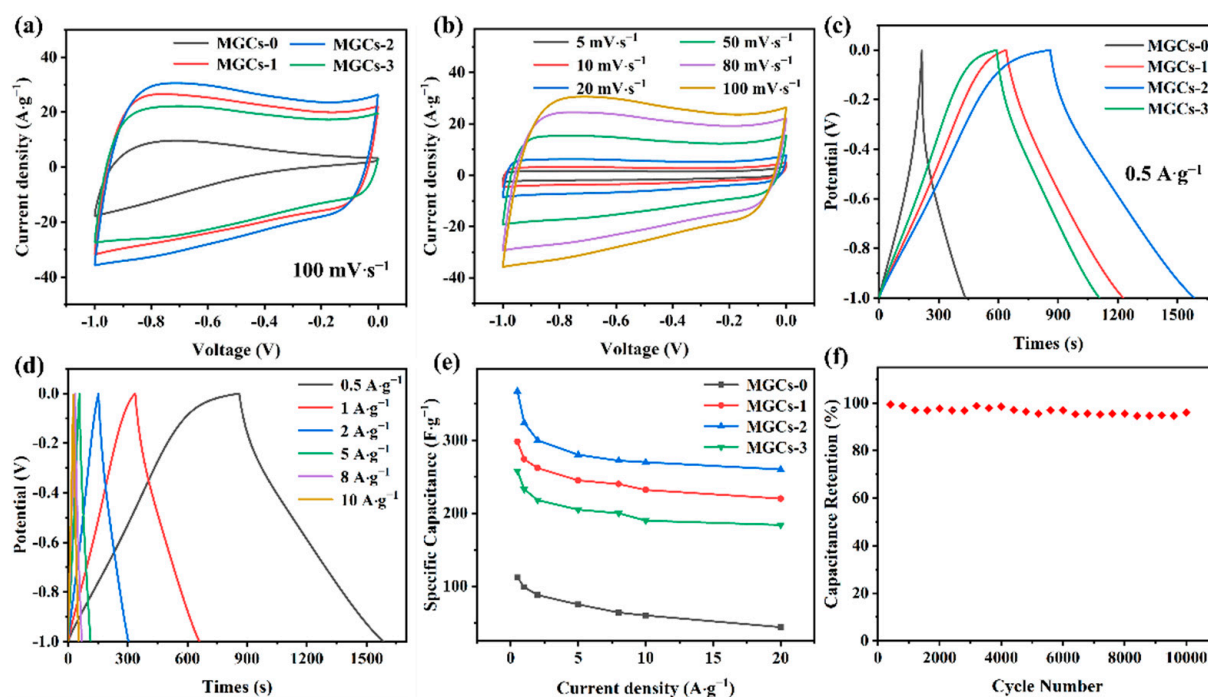 (a)
MGCs-0 MGCs-2
MGCs-1 MGCs-3
40
20
0
-20
-40
Current density (A·g⁻¹)
100 mV·s⁻¹
-1.0 -0.8 -0.6 -0.4 -0.2 0.0
Voltage (V)
(b)
5 mV·s⁻¹ 50 mV·s⁻¹
10 mV·s⁻¹ 80 mV·s⁻¹
20 mV·s⁻¹ 100 mV·s⁻¹
40
20
0
-20
-40
Current density (A·g⁻¹)
-1.0 -0.8 -0.6 -0.4 -0.2 0.0
Voltage (V)
(c)
MGCs-0
MGCs-1
MGCs-2
MGCs-3
0.5 A·g⁻¹
0.0
-0.2
-0.4
-0.6
-0.8
-1.0
Potential (V)
0 300 600 900 1200 1500
Times (s)
(d)
0.5 A·g⁻¹
1 A·g⁻¹
2 A·g⁻¹
5 A·g⁻¹
8 A·g⁻¹
10 A·g⁻¹
0.0
-0.2
-0.4
-0.6
-0.8
-1.0
Potential (V)
0 300 600 900 1200 1500
Times (s)
(e)
MGCs-0
MGCs-1
MGCs-2
MGCs-3
300
200
100
Specific Capacitance (F·g⁻¹)
0 5 10 15 20
Current density (A·g⁻¹)
(f)
120
100
80
60
40
20
0
Capacitance Retention (%)
0 2000 4000 6000 8000 10000
Cycle Number